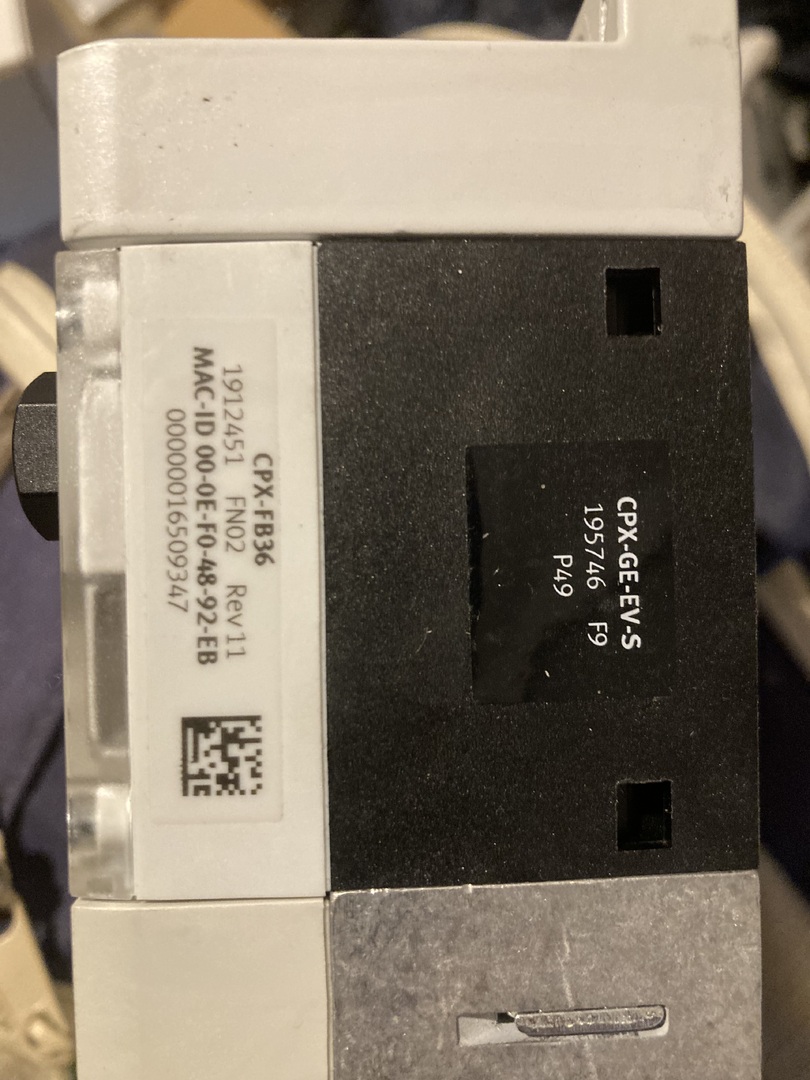 CPX-FB36
1912451 FN02 Rev11
MAC-ID 00-0E-F0-48-92-EB
00000016509347
CPX-GE-EV-S
195746 F9
P49